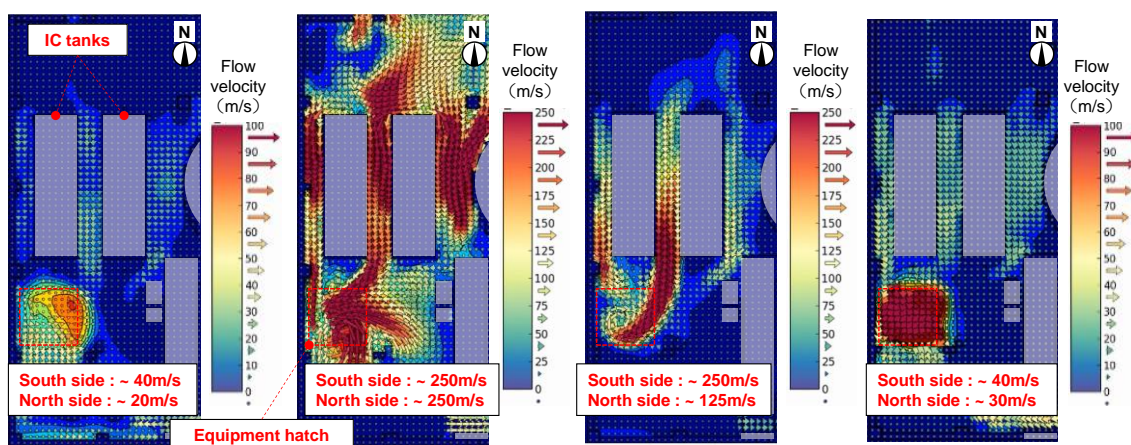 IC tanks
N
Flow
velocity
（m/s）
100
90
80
70
60
50
40
30
20
10
0
South side : ~ 40m/s
North side : ~ 20m/s
N
Flow
velocity
（m/s）
250
225
200
175
150
125
100
75
50
25
0
South side : ~ 250m/s
North side : ~ 250m/s
Equipment hatch
N
Flow
velocity
（m/s）
250
225
200
175
150
125
100
75
50
25
0
South side : ~ 250m/s
North side : ~ 125m/s
N
Flow
velocity
（m/s）
100
90
80
70
60
50
40
30
20
10
0
South side : ~ 40m/s
North side : ~ 30m/s